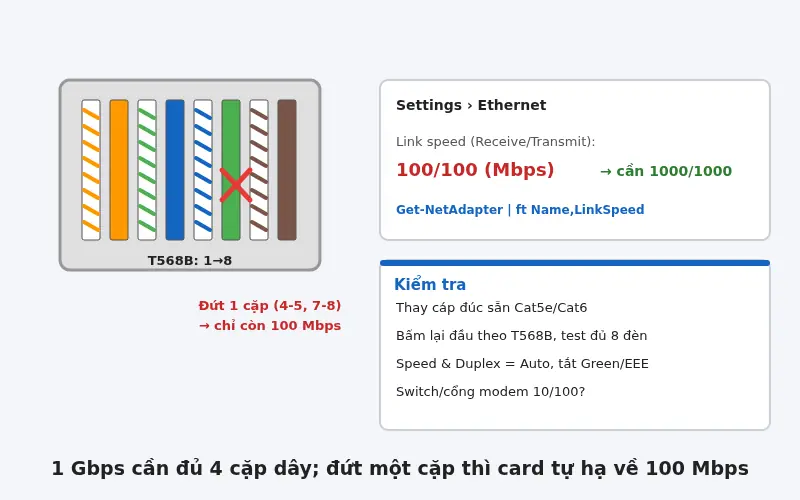 T568B: 1→8
Đứt 1 cặp (4-5, 7-8)
→ chỉ còn 100 Mbps
Settings › Ethernet
Link speed (Receive/Transmit):
100/100 (Mbps) → cần 1000/1000
Get-NetAdapter | ft Name,LinkSpeed
Kiểm tra
Thay cáp đúc sẵn Cat5e/Cat6
Bấm lại đầu theo T568B, test đủ 8 đèn
Speed & Duplex = Auto, tắt Green/EEE
Switch/cổng modem 10/100?
1 Gbps cần đủ 4 cặp dây; đứt một cặp thì card tự hạ về 100 Mbps